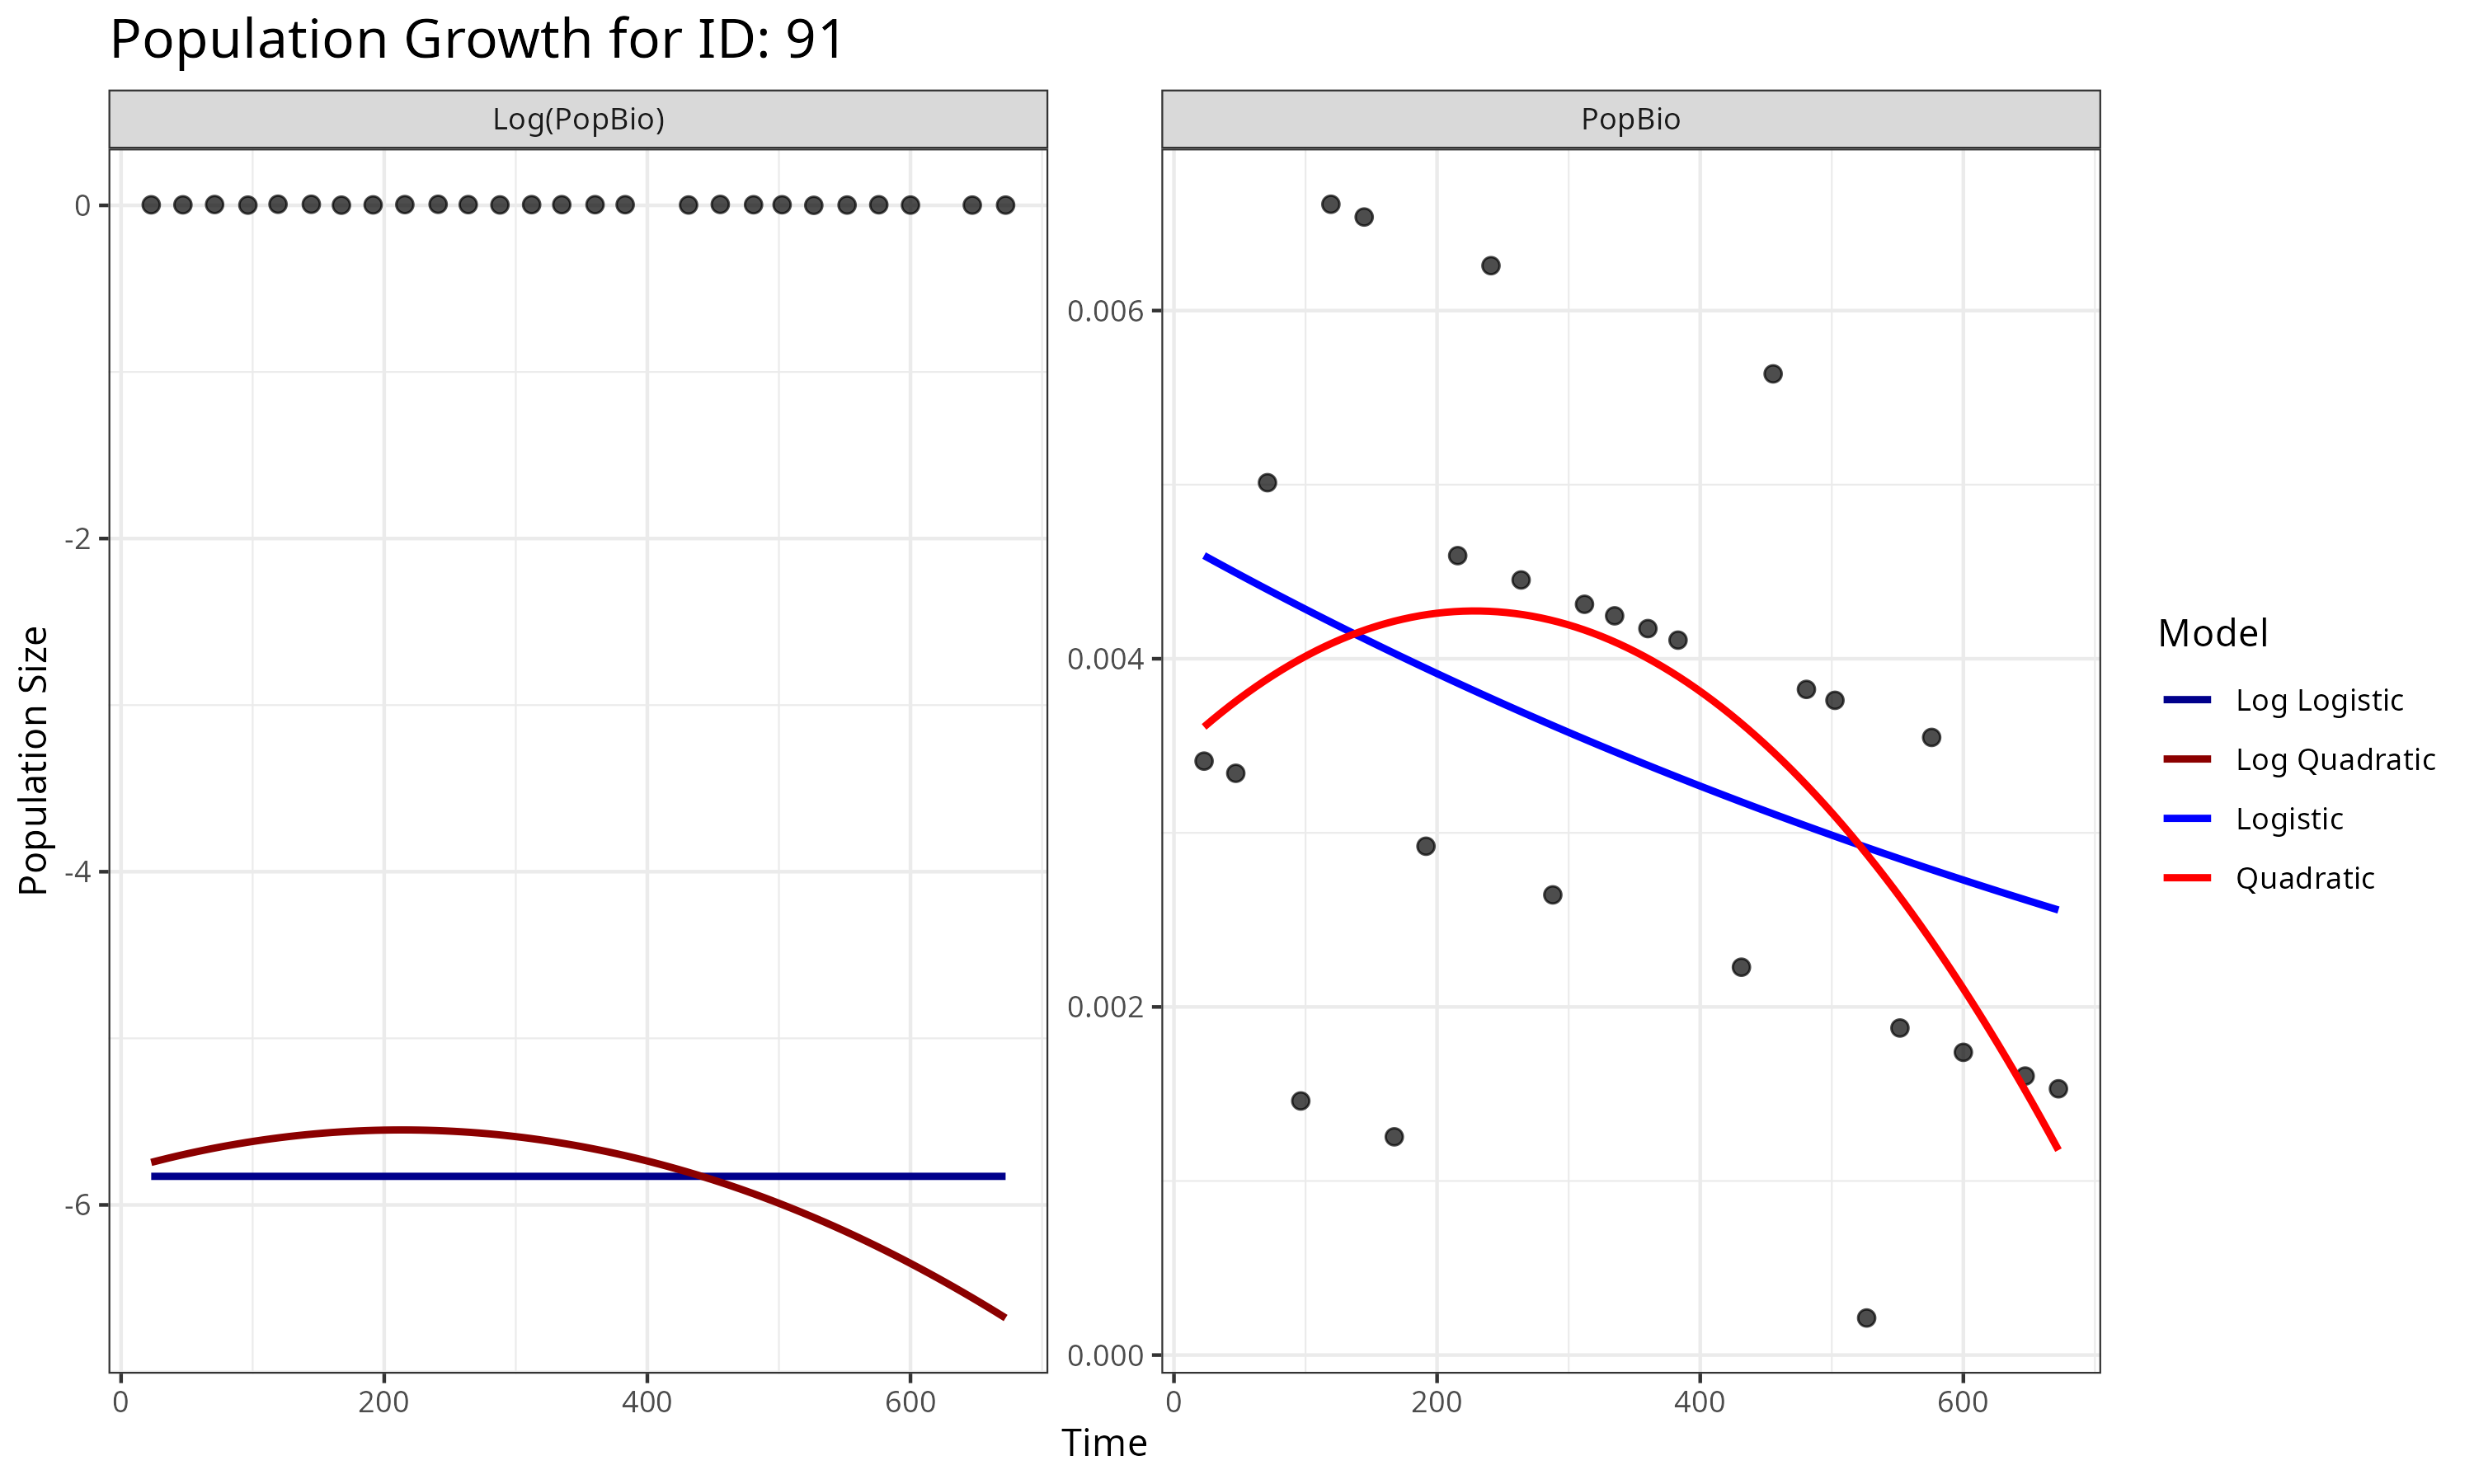 Population Growth for ID: 91
Log(PopBio)
PopBio
Population Size
0
-2
-4
-6
0.006
0.004
0.002
0.000
0
200
400
600
0
200
400
600
Time
Model
Log Logistic
Log Quadratic
Logistic
Quadratic